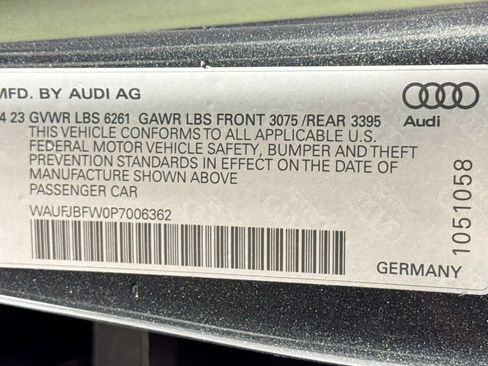 MFD. BY AUDI AG
4 23 GVWR LBS 6261 GAWR LBS FRONT 3075 /REAR 3395
THIS VEHICLE CONFORMS TO ALL APPLICABLE U.S.
FEDERAL MOTOR VEHICLE SAFETY, BUMPER AND THEFT
PREVENTION STANDARDS IN EFFECT ON THE DATE OF
MANUFACTURE SHOWN ABOVE
PASSENGER CAR
WAUFJBFW0P7006362
GERMANY
Audi
1051058